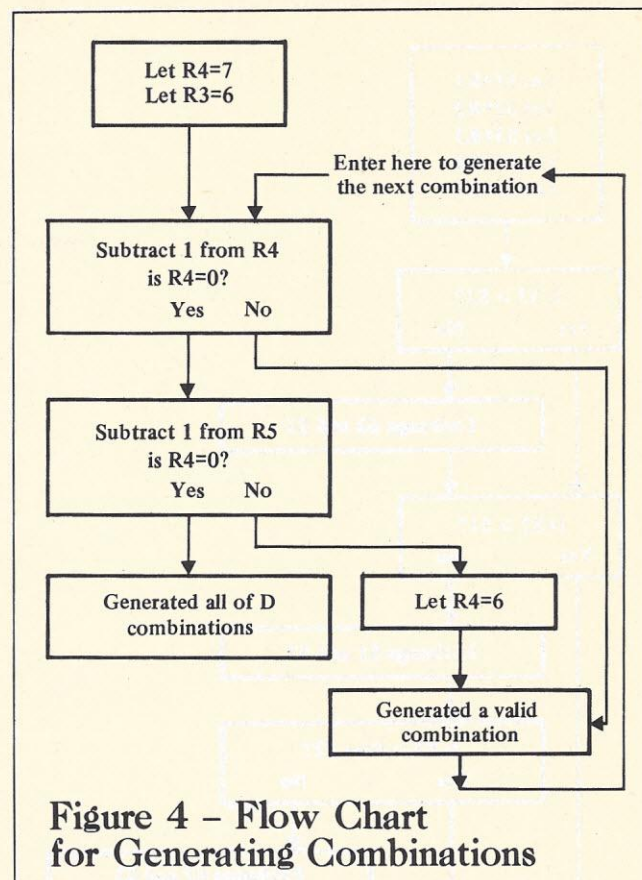 Let R4=7
Let R3=6
Enter here to generate
the next combination
Subtract 1 from R4
is R4=0?
Yes No
Subtract 1 from R5
is R4=0?
Yes No
Generated all of D
combinations
Let R4=6
Generated a valid
combination
Figure 4 – Flow Chart
for Generating Combinations